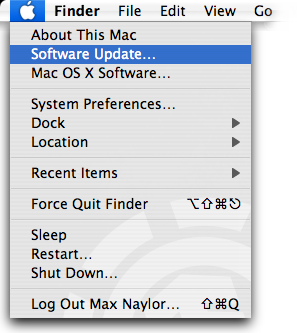 Finder File Edit View Go
About This Mac
Software Update...
Mac OS X Software...
System Preferences...
Dock
Location
Recent Items
Force Quit Finder ⌥⇧⌘⎋
Sleep
Restart...
Shut Down...
Log Out Max Naylor... ⇧⌘Q